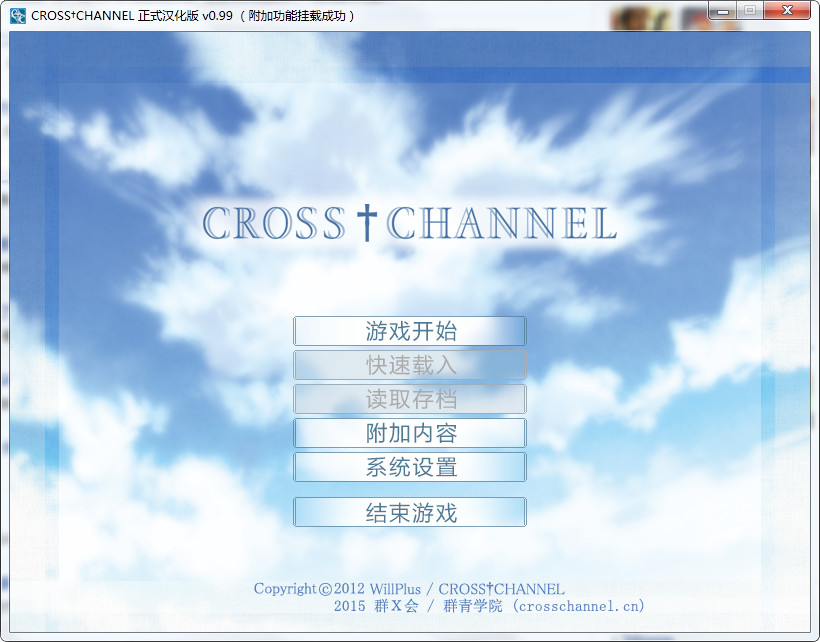 CROSS†CHANNEL 正式汉化版 v0.99 （附加功能挂载成功）
CROSS†CHANNEL
游戏开始
快速载入
读取存档
附加内容
系统设置
结束游戏
Copyright©2012 WillPlus / CROSS†CHANNEL
2015 群X会 / 群青学院 (crosschannel.cn)